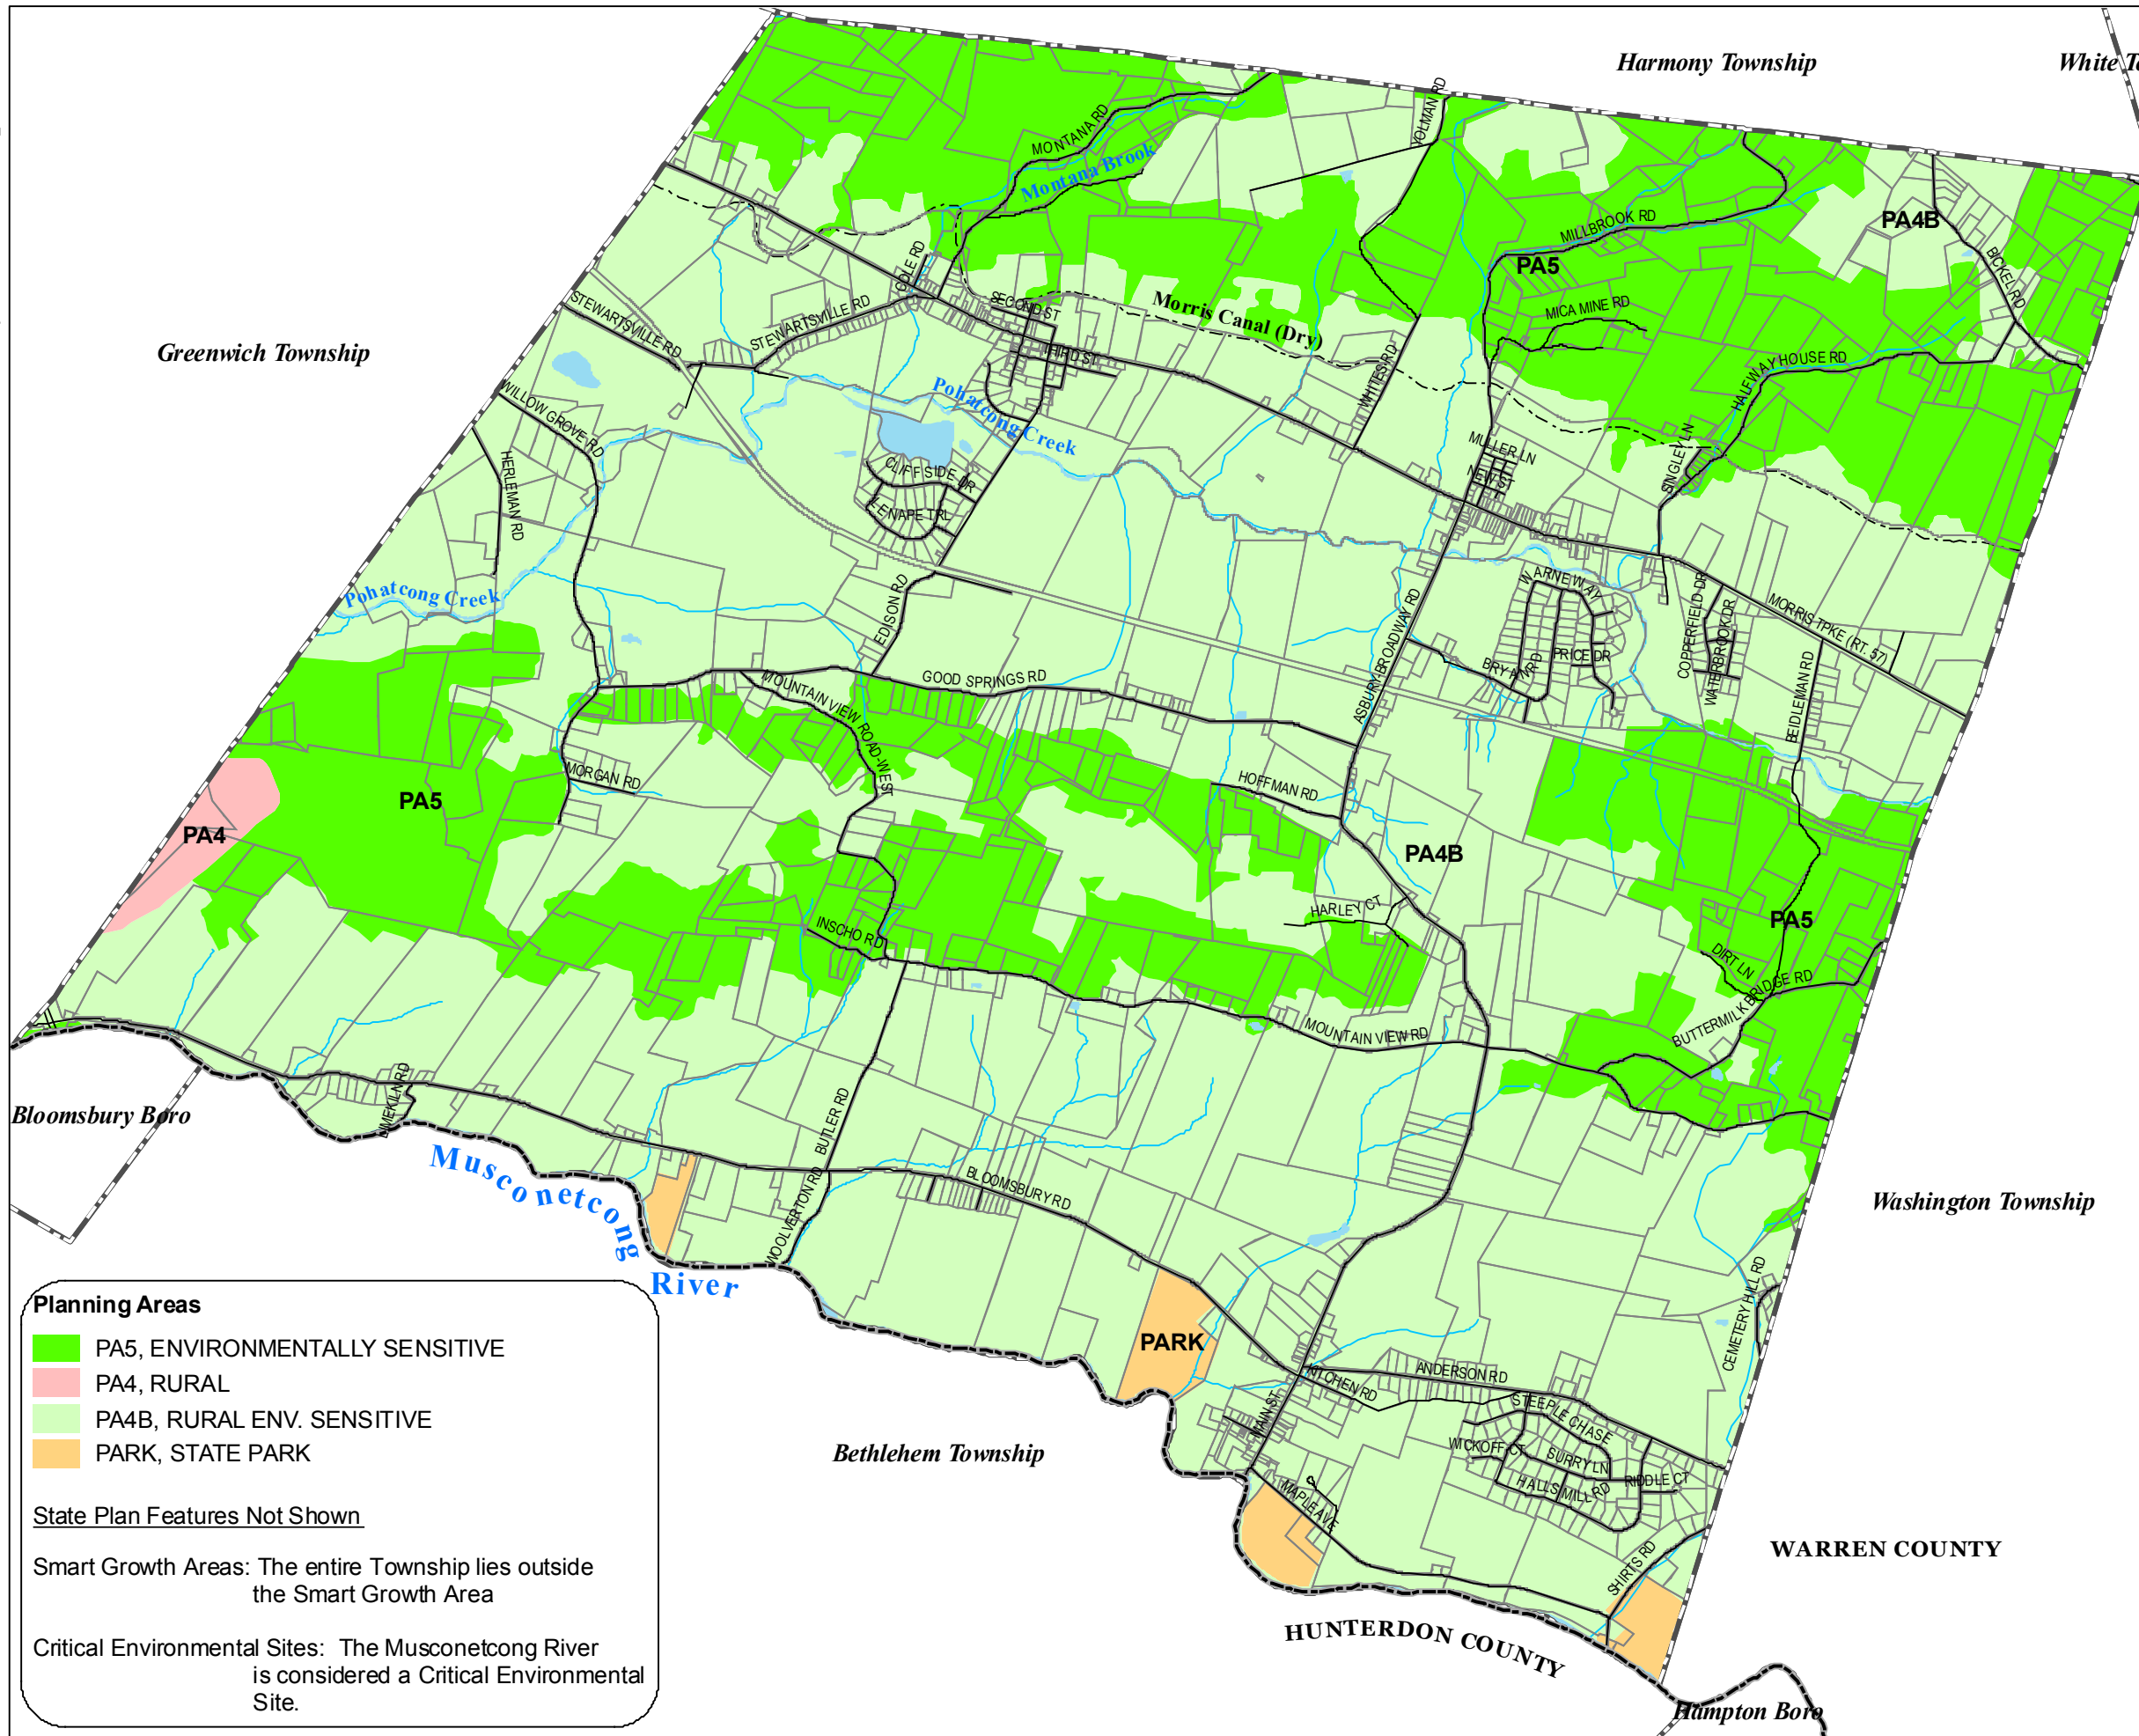 Harmony Township
White To
MONTANA RD
Montana Brook
VOLMAN RD
MILLBROOK RD
PA4B
PA5
BICKEL RD
COLE RD
SECOND ST
Morris Canal (Dry)
MICA MINE RD
STEWARTSVILLE RD
STEWARTSVILLE RD
THIRD ST
Greenwich Township
HALFWAY HOUSE RD
WHITES RD
WILLOW GROVE RD
Pohatcong Creek
MULLER LN
NEW ST
SINGLEY LN
HERLEMAN RD
CLIFFSIDE DR
LENAPE TRL
Pohatcong Creek
EDISON RD
WARNE WAY
ASBURY-BROADWAY RD
COPPERFIELD DR
WATERBROOK DR
MORRIS TPKE (RT. 57)
BRYAN RD
PRICE DR
BEIDLEMAN RD
GOOD SPRINGS RD
MOUNTAIN VIEW ROAD-WEST
MORGAN RD
HOFFMAN RD
PA5
PA4
PA4B
HARLEY CT
PA5
INSCHO RD
DIRT LN
BUTTERMILK BRIDGE RD
MOUNTAIN VIEW RD
LIMEKILN RD
Bloomsbury Boro
BUTLER RD
Musconetcong
River
WOOLVERTON RD
BLOOMSBURY RD
Washington Township
CEMETERY HILL RD
PARK
KITCHEN RD
ANDERSON RD
MAIN ST
STEEPLE CHASE
WICKOFF CT
SURRY LN
HALLS MILL RD
RIDDLE CT
Bethlehem Township
MAPLE AVE
SHIRTS RD
WARREN COUNTY
HUNTERDON COUNTY
Hampton Boro
Planning Areas
PA5, ENVIRONMENTALLY SENSITIVE
PA4, RURAL
PA4B, RURAL ENV. SENSITIVE
PARK, STATE PARK
State Plan Features Not Shown
Smart Growth Areas: The entire Township lies outside
the Smart Growth Area
Critical Environmental Sites: The Musconetcong River
is considered a Critical Environmental
Site.